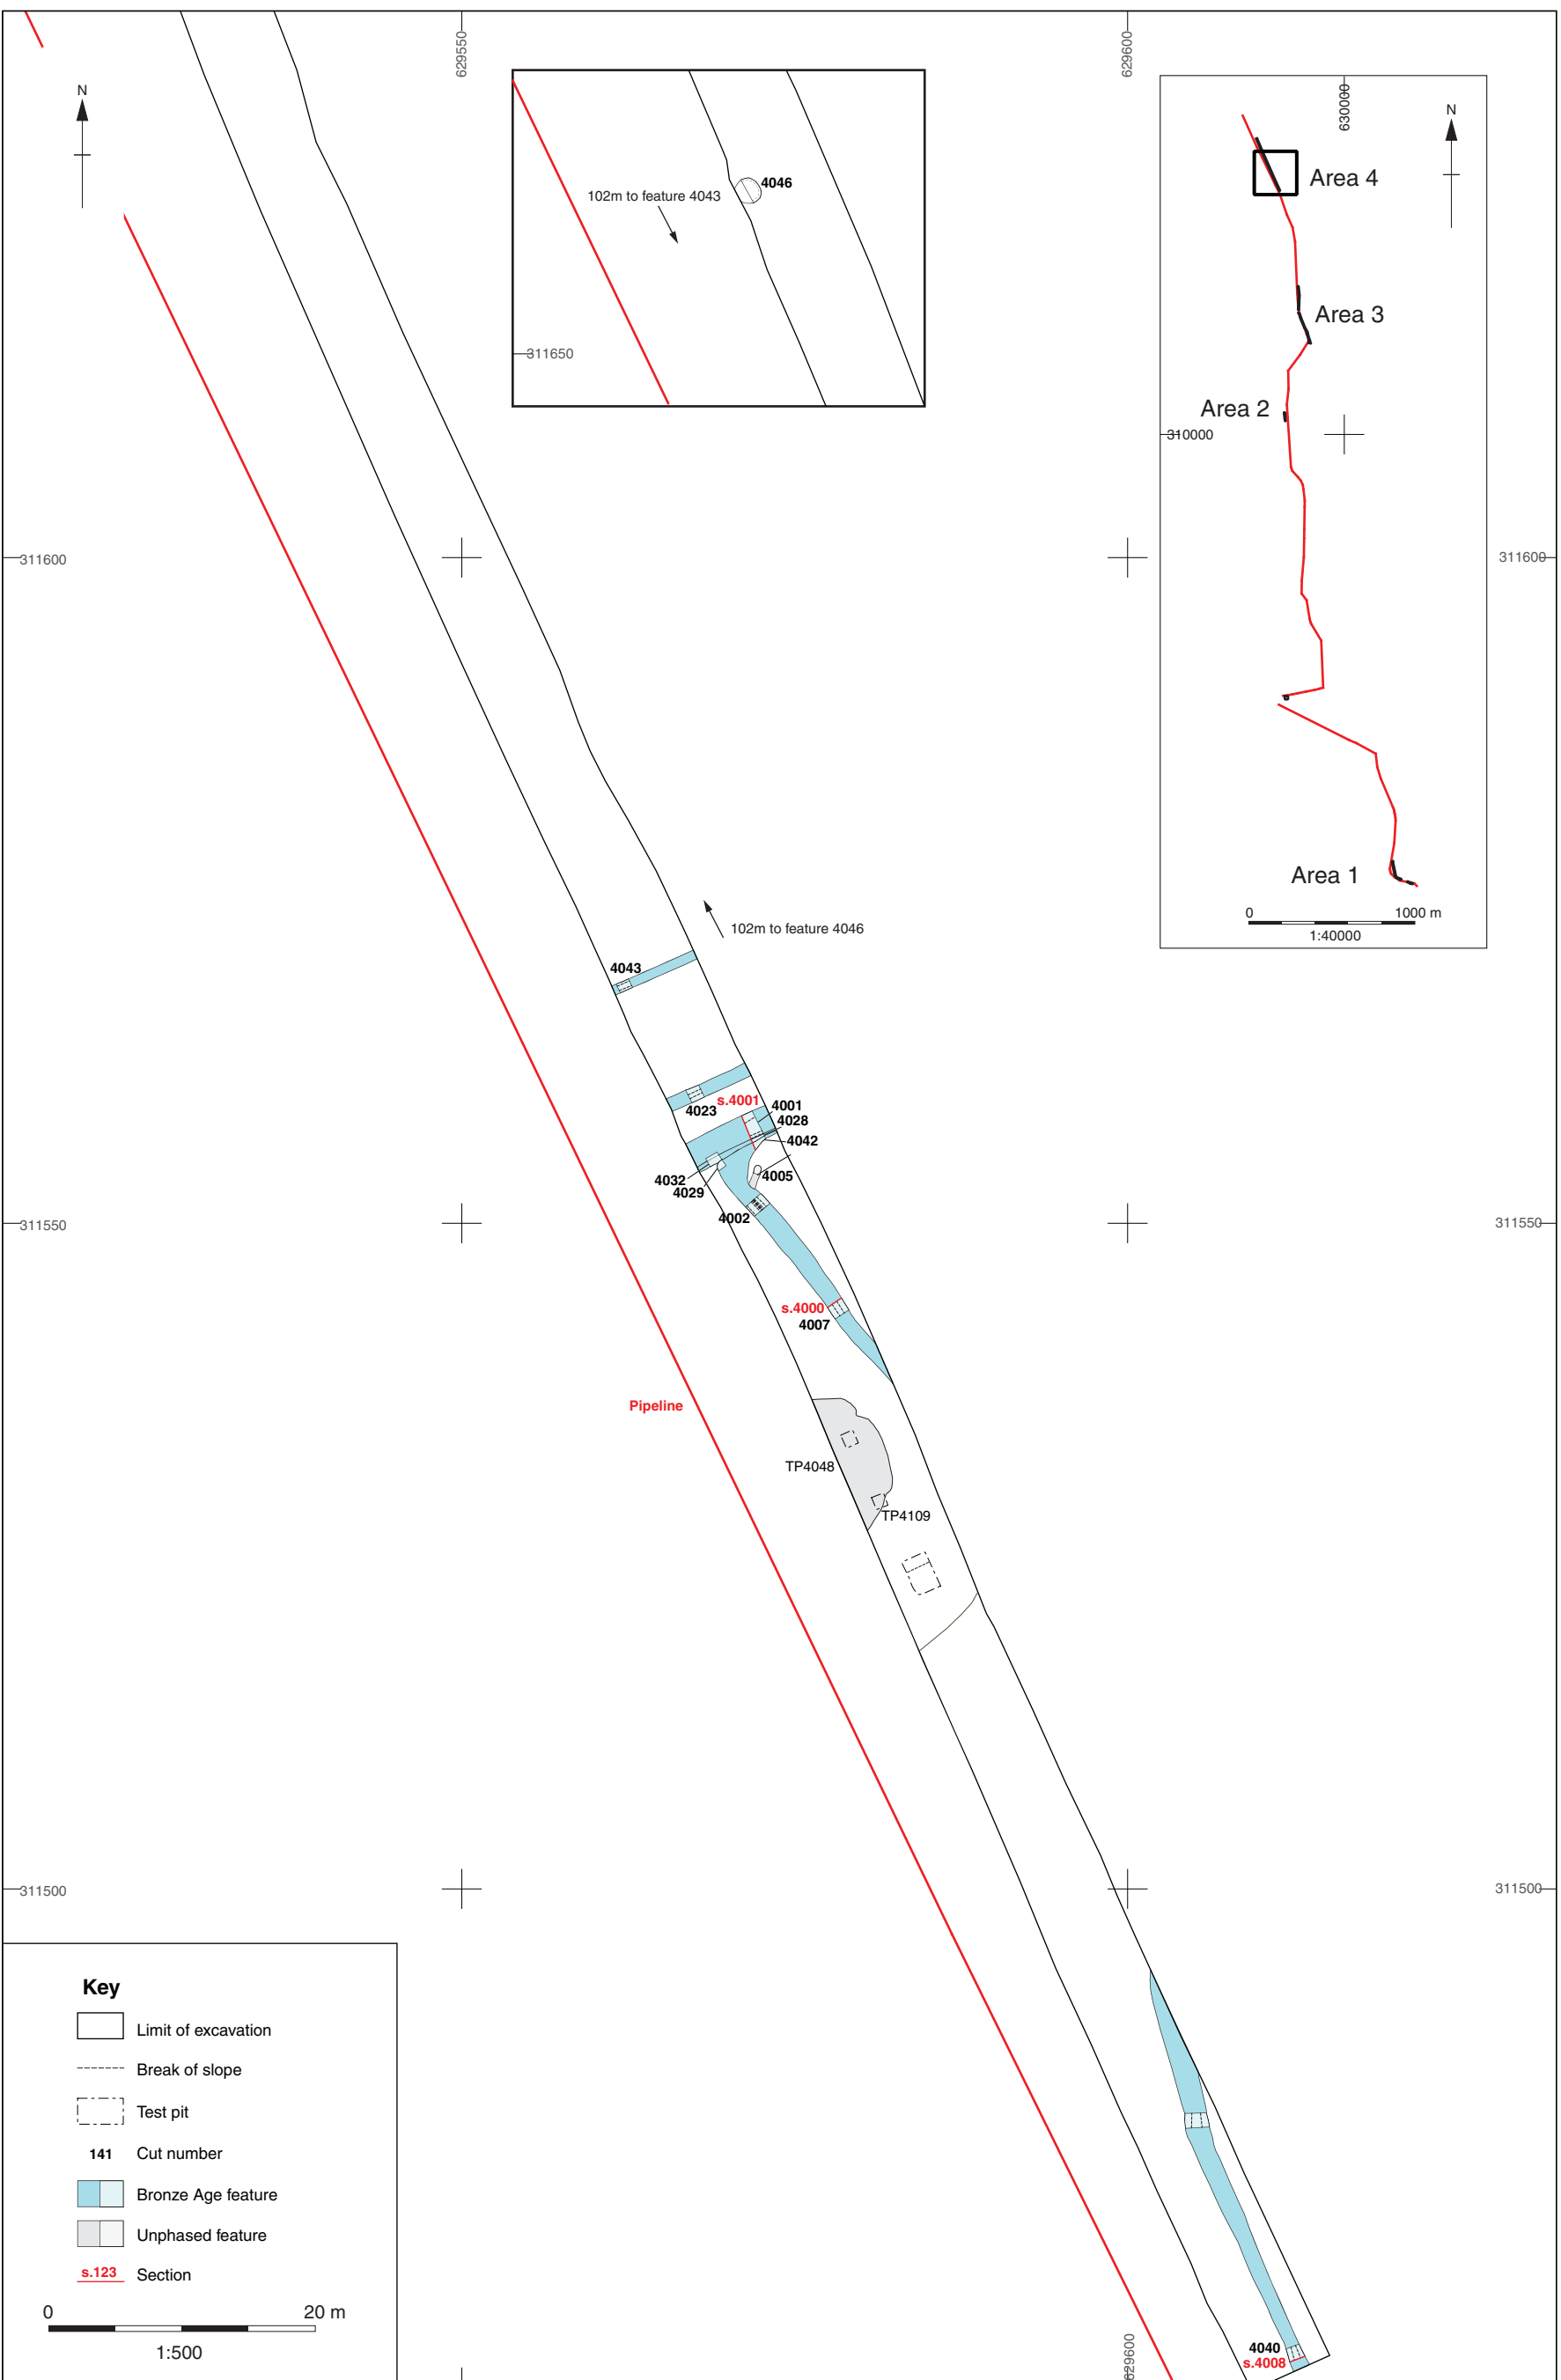 629550
629600
N
630000
N
Area 4
4046
102m to feature 4043
Area 3
311650
Area 2
310000
311600
311600
Area 1
0 1000 m
1:40000
102m to feature 4046
4043
s.4001
4001
4023
4028
4042
4005
4032
4029
4002
311550
311550
s.4000
4007
Pipeline
TP4048
TP4109
311500
311500
Key
Limit of excavation
Break of slope
Test pit
141 Cut number
Bronze Age feature
Unphased feature
s.123 Section
0 20 m
1:500
629600
4040
s.4008